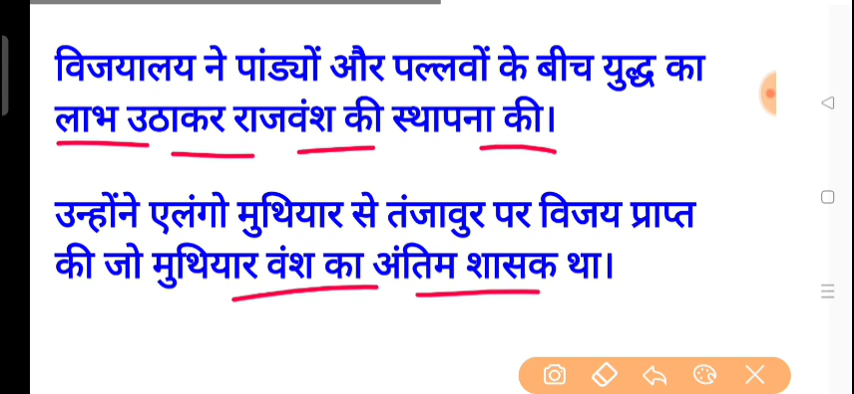 विजयालय ने पांड्यों और पल्लवों के बीच युद्ध का
लाभ उठाकर राजवंश की स्थापना की।
उन्होंने एलंगो मुथियार से तंजावुर पर विजय प्राप्त
की जो मुथियार वंश का अंतिम शासक था।